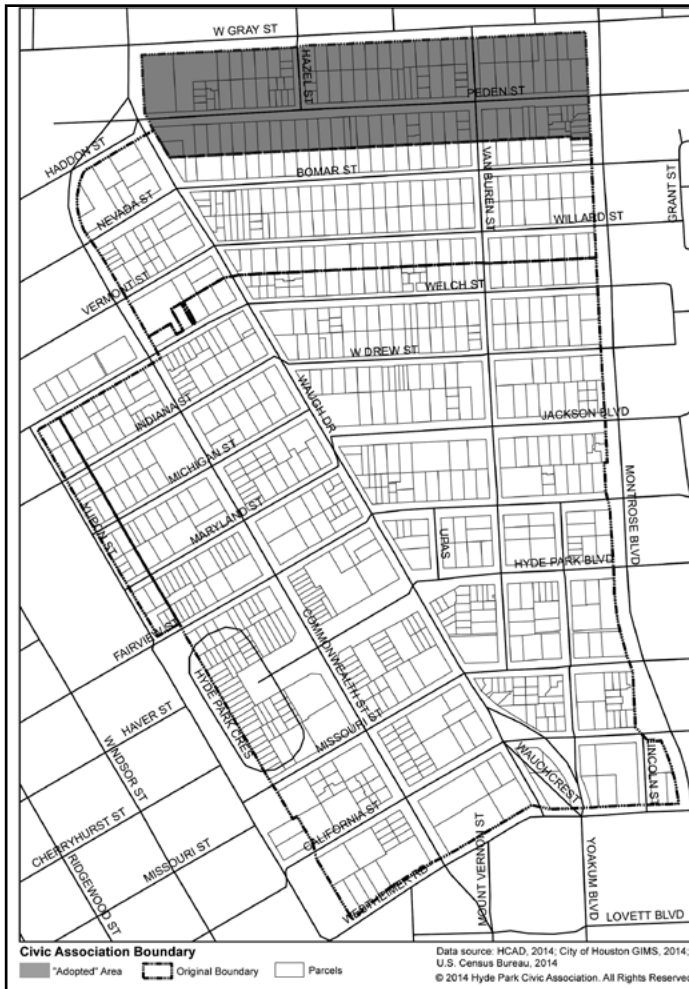 W GRAY ST
HAZEL ST
PEDEN ST
HADDON ST
BOMAR ST
VAN BUREN ST
GRANT ST
NEVADA ST
WILLARD ST
VERMONT ST
WELCH ST
W DREW ST
INDIANA ST
WAUGH DR
JACKSON BLVD
MICHIGAN ST
YUPON ST
MARYLAND ST
UPAS
MONTROSE BLVD
HYDE PARK BLVD
FAIRVIEW ST
COMMONWEALTH ST
HYDE PARK CRES
HAVER ST
MISSOURI ST
WINDSOR ST
WAUCHCREST
LINCOLN ST
CHERRYHURST ST
CALIFORNIA ST
MISSOURI ST
RIDGEWOOD ST
WESTHEIMER RD
MOUNT VERNON ST
YOAKUM BLVD
LOVETT BLVD
Civic Association Boundary
"Adopted" Area
Original Boundary
Parcels
Data source: HCAD, 2014; City of Houston GIMS, 2014;
U.S. Census Bureau, 2014
© 2014 Hyde Park Civic Association. All Rights Reserved